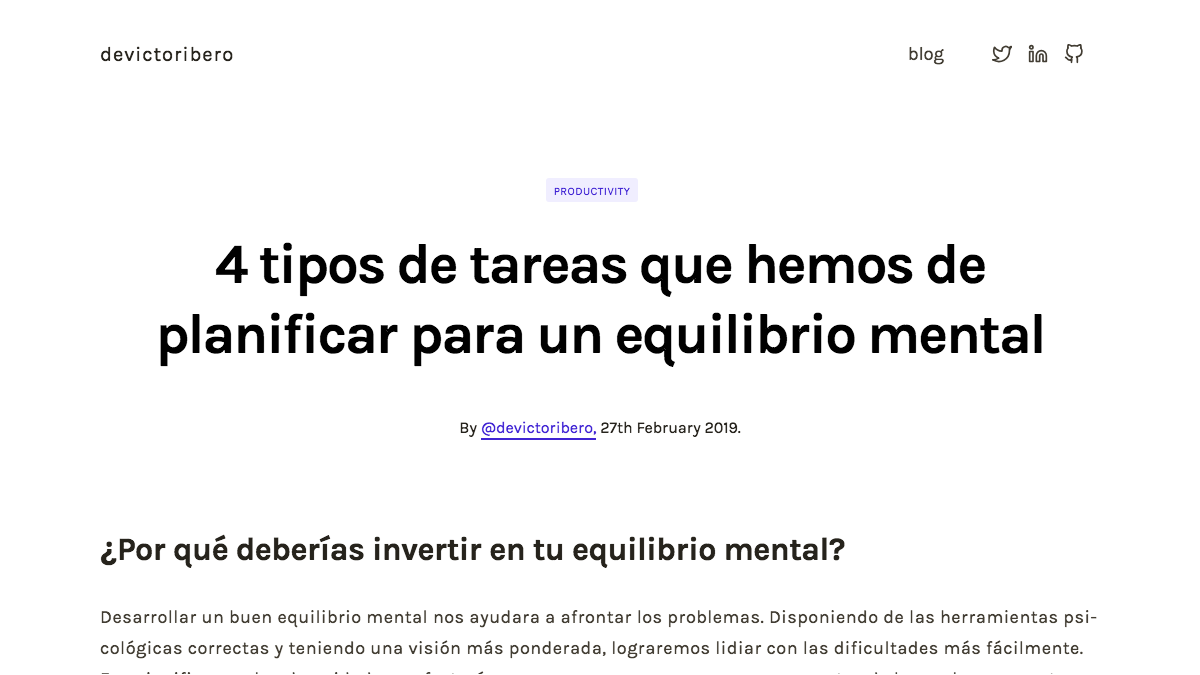 devictoribero
blog
PRODUCTIVITY
4 tipos de tareas que hemos de
planificar para un equilibrio mental
By @devictoribero, 27th February 2019.
¿Por qué deberías invertir en tu equilibrio mental?
Desarrollar un buen equilibrio mental nos ayudara a afrontar los problemas. Disponiendo de las herramientas psi-
cológicas correctas y teniendo una visión más ponderada, lograremos lidiar con las dificultades más fácilmente.